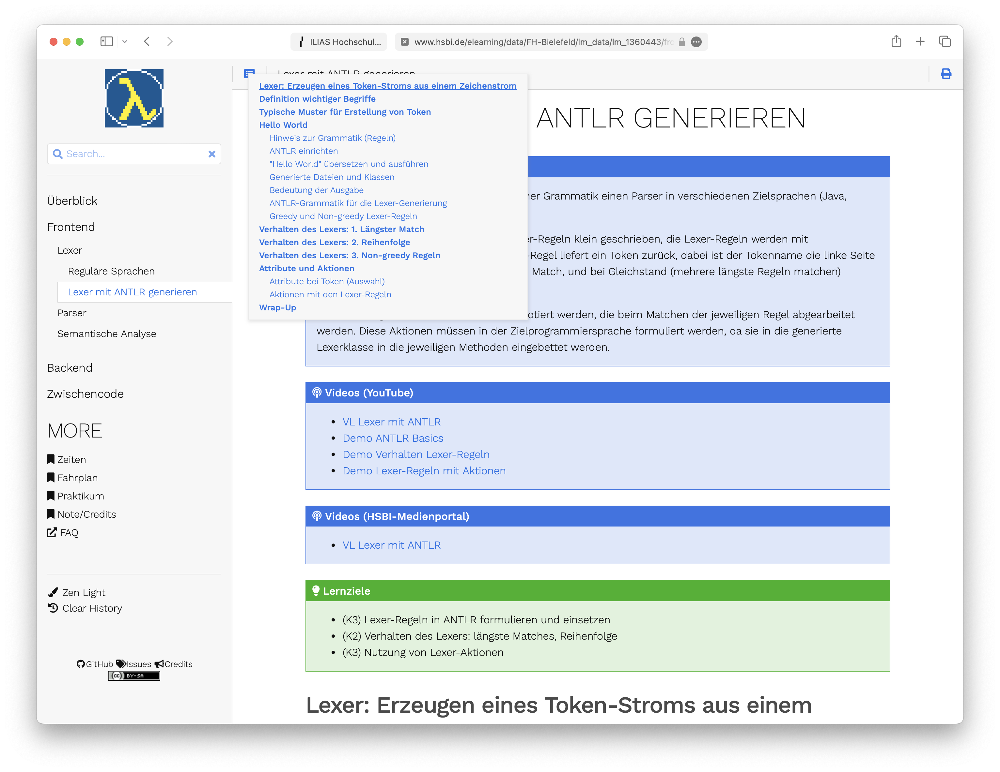 ILIAS Hochschul...
www.hsbi.de/elearning/data/FH-Bielefeld/lm_data/lm_1360443/fro
Lexer mit ANTLR generieren
Search...
Überblick
Frontend
Lexer
Reguläre Sprachen
Lexer mit ANTLR generieren
Parser
Semantische Analyse
Backend
Zwischencode
MORE
Zeiten
Fahrplan
Praktikum
Note/Credits
FAQ
Zen Light
Clear History
GitHub Issues Credits
(cc) BY-SA
Lexer: Erzeugen eines Token-Stroms aus einem Zeichenstrom
Definition wichtiger Begriffe
Typische Muster für Erstellung von Token
Hello World
Hinweis zur Grammatik (Regeln)
ANTLR einrichten
"Hello World" übersetzen und ausführen
Generierte Dateien und Klassen
Bedeutung der Ausgabe
ANTLR-Grammatik für die Lexer-Generierung
Greedy und Non-greedy Lexer-Regeln
Verhalten des Lexers: 1. Längster Match
Verhalten des Lexers: 2. Reihenfolge
Verhalten des Lexers: 3. Non-greedy Regeln
Attribute und Aktionen
Attribute bei Token (Auswahl)
Aktionen mit den Lexer-Regeln
Wrap-Up
ANTLR GENERIEREN
Grammatik einen Parser in verschiedenen Zielsprachen (Java,
-Regeln klein geschrieben, die Lexer-Regeln werden mit
-Regel liefert ein Token zurück, dabei ist der Tokenname die linke Seite
Match, und bei Gleichstand (mehrere längste Regeln matchen)
otiert werden, die beim Matchen der jeweiligen Regel abgearbeitet
werden. Diese Aktionen müssen in der Zielprogrammiersprache formuliert werden, da sie in die generierte
Lexerklasse in die jeweiligen Methoden eingebettet werden.
Videos (YouTube)
• VL Lexer mit ANTLR
• Demo ANTLR Basics
• Demo Verhalten Lexer-Regeln
• Demo Lexer-Regeln mit Aktionen
Videos (HSBI-Medienportal)
• VL Lexer mit ANTLR
Lernziele
• (K3) Lexer-Regeln in ANTLR formulieren und einsetzen
• (K2) Verhalten des Lexers: längste Matches, Reihenfolge
• (K3) Nutzung von Lexer-Aktionen
Lexer: Erzeugen eines Token-Stroms aus einem